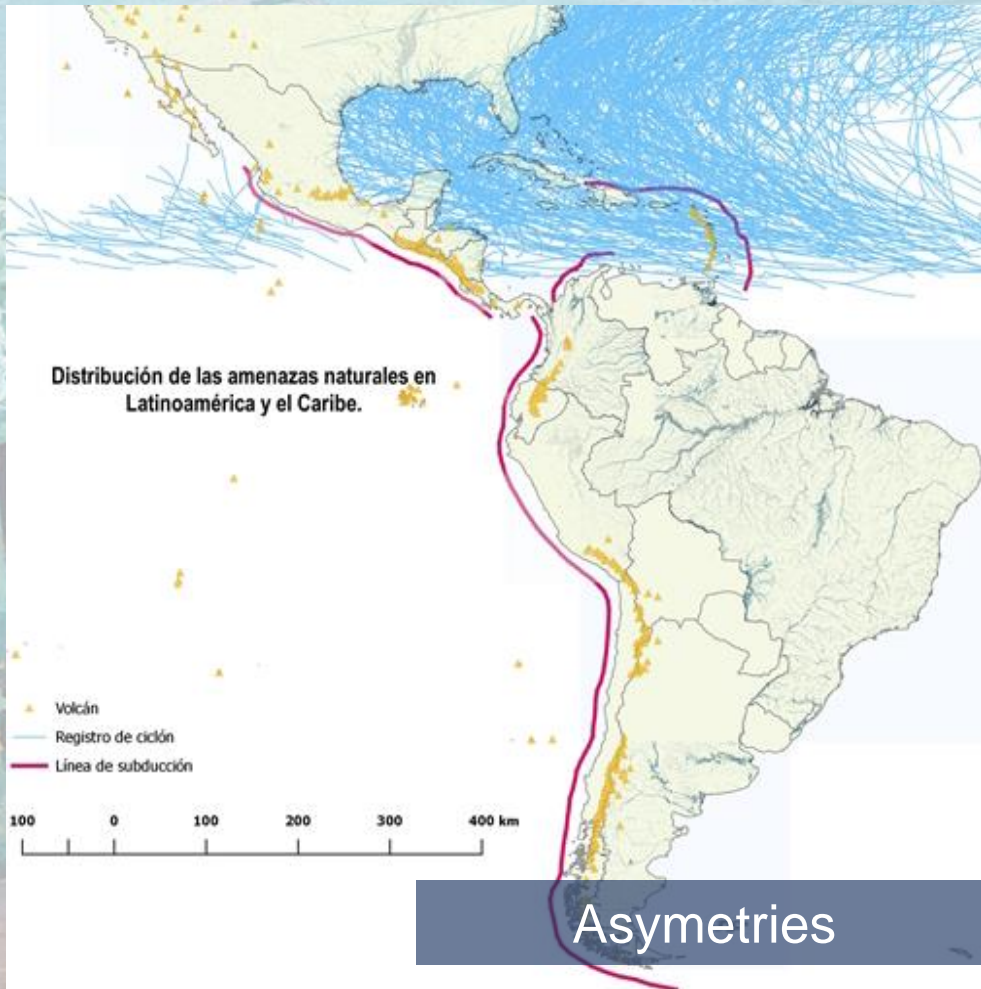 Distribución de las amenazas naturales en
Latinoamérica y el Caribe.
Volcán
Registro de ciclón
Línea de subducción
100 0 100 200 300 400 km
Asymetries